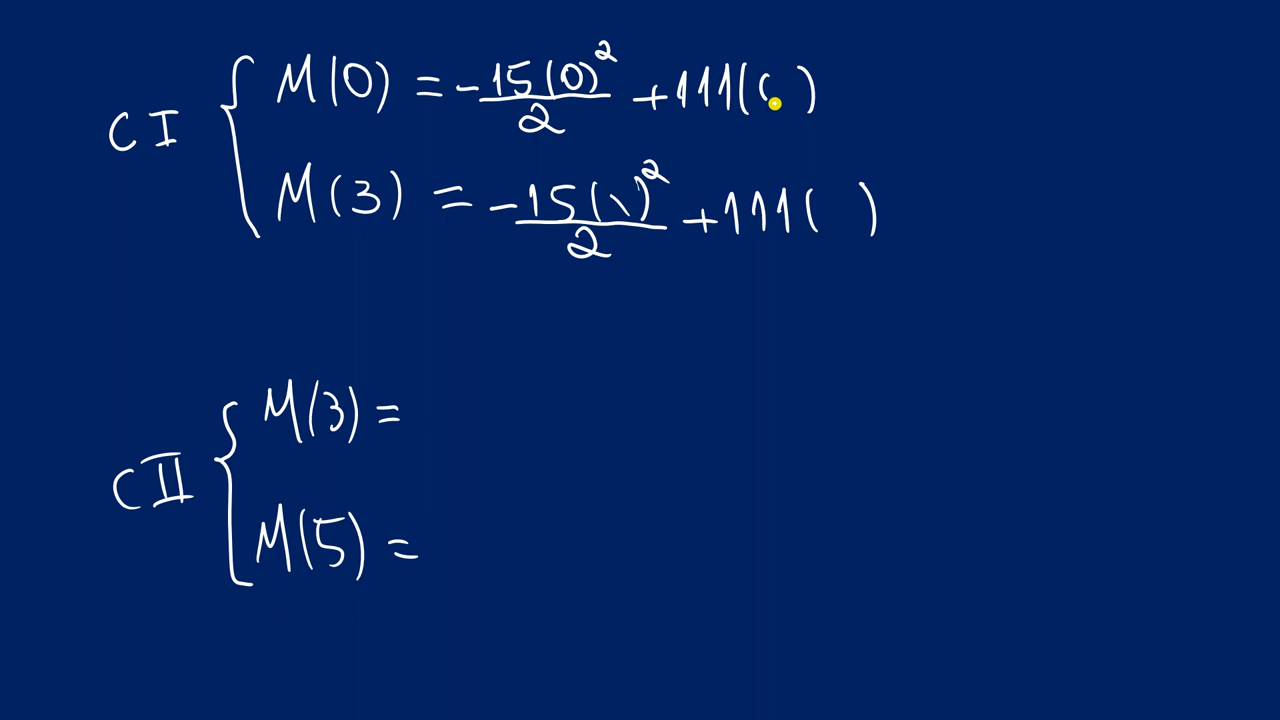 CI { M(0) = -15(0)²/2 + 111( )
M(3) = -15( )²/2 + 111( )
CII { M(3) =
M(5) =